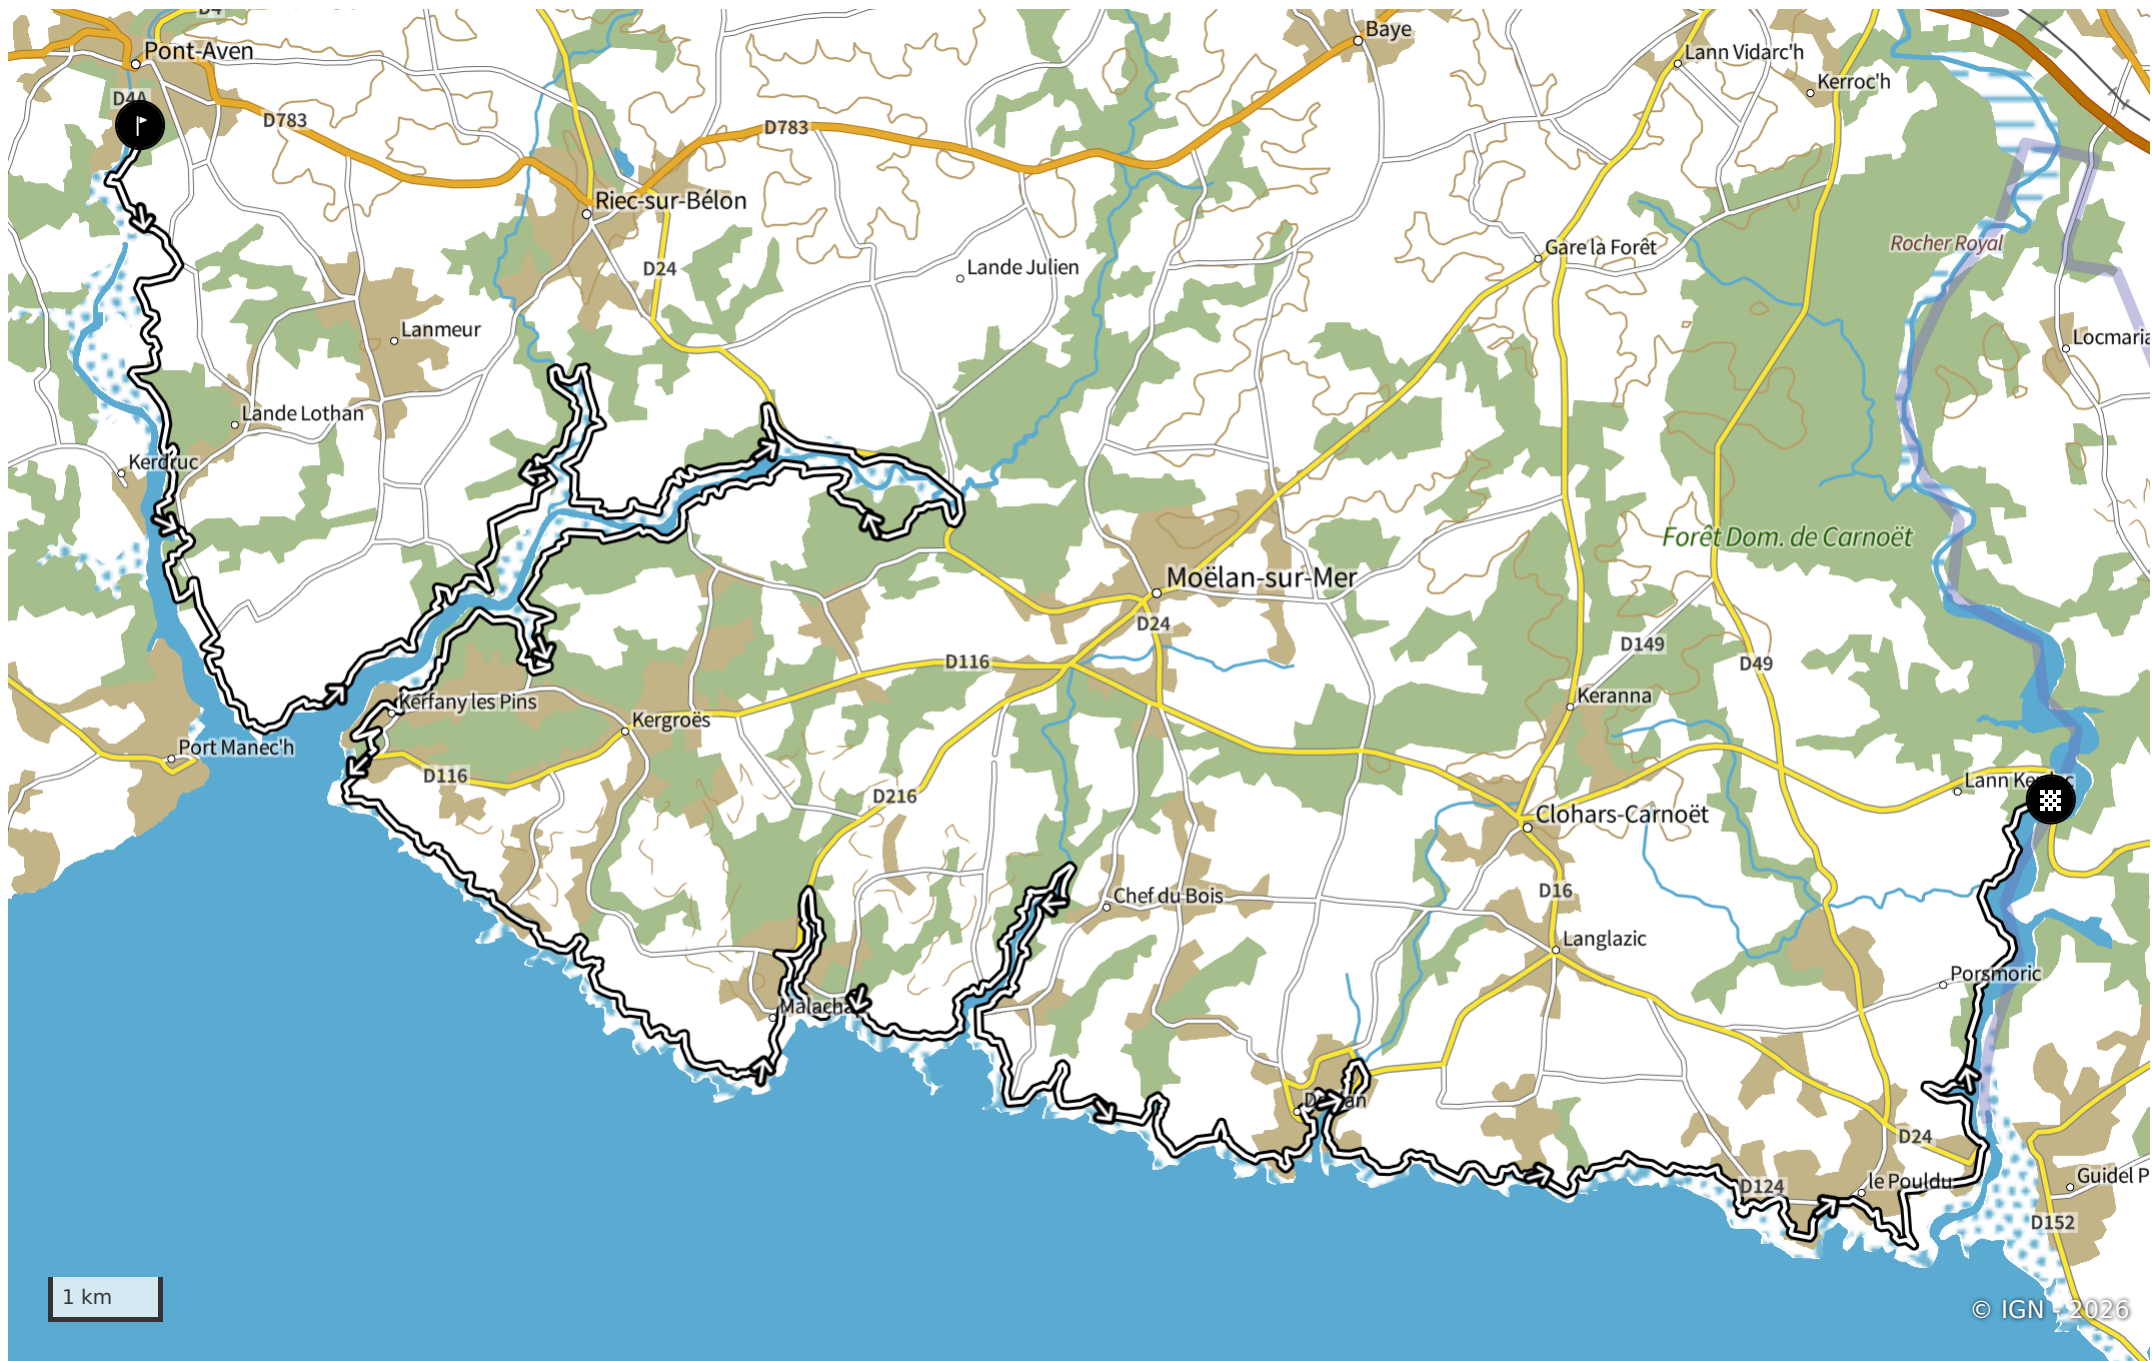 D4
Baye
Pont-Aven
Lann Vidarc'h
Kerroc'h
D4A
D783
D783
Riec-sur-Bélon
Rocher Royal
Gare la Forêt
D24
Lande Julien
Lanmeur
Locmaria
Lande Lothan
Kerdruc
Forêt Dom. de Carnoët
Moëlan-sur-Mer
D24
D149
D116
D49
Kerfany les Pins
Keranna
Kergroës
Port Manec'h
D116
Lann
D216
Clohars-Carnoët
Chef du Bois
D16
Langlazic
Porsmoric
D24
le Pouldu
Guidel P
D124
D152
1 km
© IGN - 2026